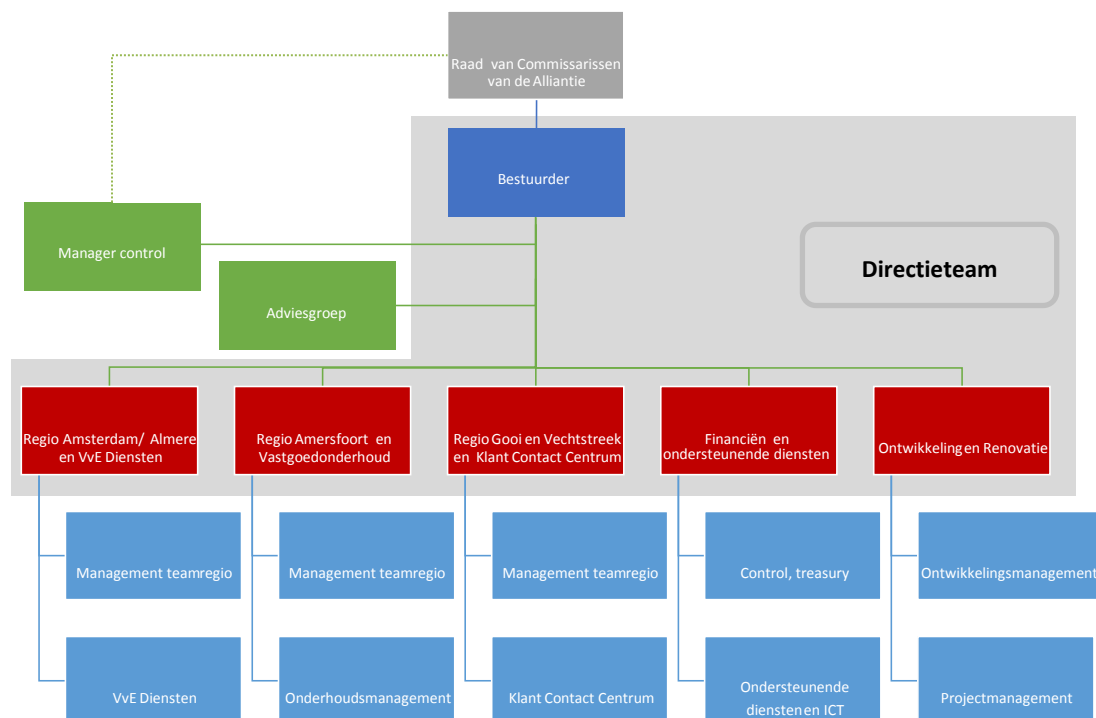 Raad van Commissarissen
van de Alliantie
Bestuurder
Manager control
Directieteam
Adviesgroep
Regio Amsterdam/ Almere
en VvE Diensten
Regio Amersfoort en
Vastgoedonderhoud
Regio Gooi en Vechtstreek
en Klant Contact Centrum
Financiën en
ondersteunende diensten
Ontwikkeling en Renovatie
Management teamregio
Management teamregio
Management teamregio
Control, treasury
Ontwikkelingsmanagement
VvE Diensten
Onderhoudsmanagement
Klant Contact Centrum
Ondersteunende
diensten en ICT
Projectmanagement